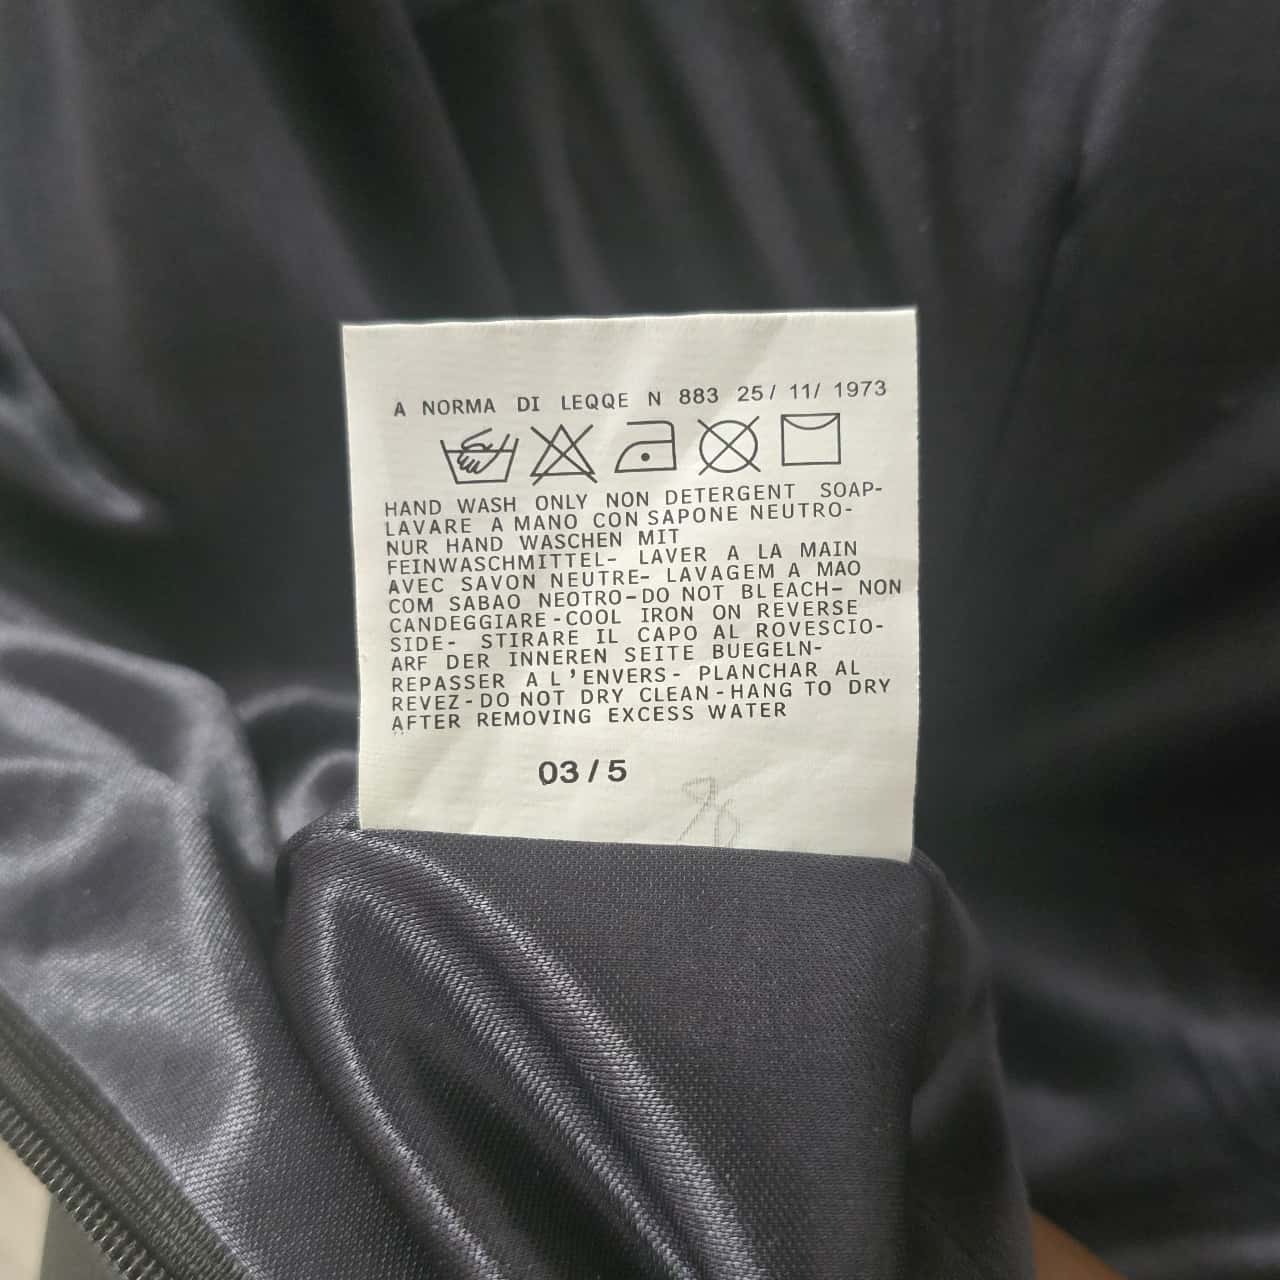 A NORMA DI LEQQE N 883 25/ 11/ 1973
HAND WASH ONLY NON DETERGENT SOAP-
LAVARE A MANO CON SAPONE NEUTRO-
NUR HAND WASCHEN MIT
FEINWASCHMITTEL- LAVER A LA MAIN
AVEC SAVON NEUTRE- LAVAGEM A MAO
COM SABAO NEOTRO-DO NOT BLEACH- NON
CANDEGGIARE-COOL IRON ON REVERSE
SIDE- STIRARE IL CAPO AL ROVESCIO-
ARF DER INNEREN SEITE BUEGELN-
REPASSER A L'ENVERS- PLANCHAR AL
REVEZ-DO NOT DRY CLEAN-HANG TO DRY
AFTER REMOVING EXCESS WATER
03/5